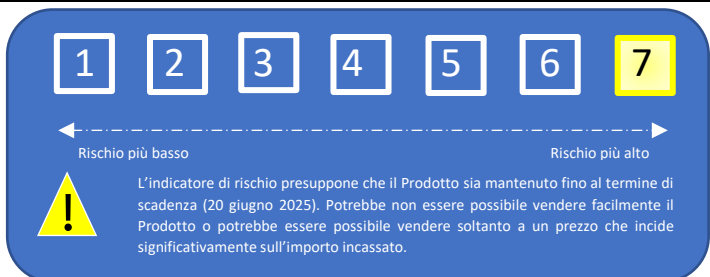 1 2 3 4 5 6 7
Rischio più basso Rischio più alto
!
L'indicatore di rischio presuppone che il Prodotto sia mantenuto fino al termine di
scadenza (20 giugno 2025). Potrebbe non essere possibile vendere facilmente il
Prodotto o potrebbe essere possibile vendere soltanto a un prezzo che incide
significativamente sull'importo incassato.